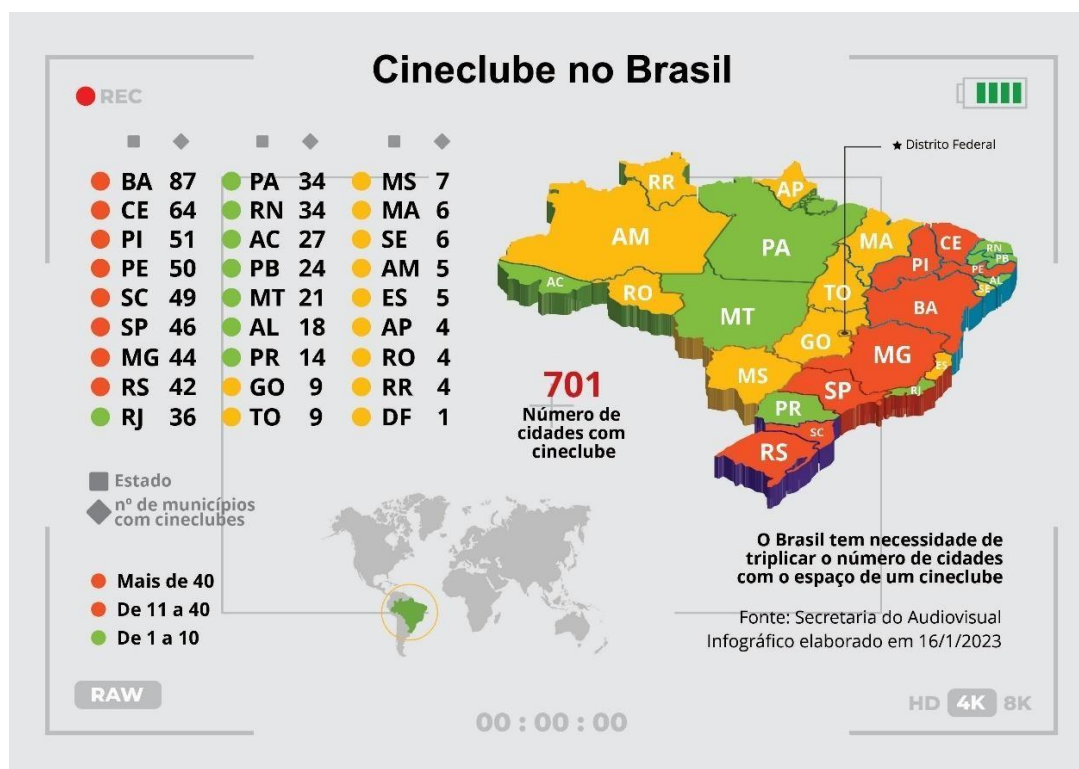 Cineclube no Brasil
REC
★ Distrito Federal
BA 87
CE 64
PI 51
PE 50
SC 49
SP 46
MG 44
RS 42
RJ 36
PA 34
RN 34
AC 27
PB 24
MT 21
AL 18
PR 14
GO 9
TO 9
MS 7
MA 6
SE 6
AM 5
ES 5
AP 4
RO 4
RR 4
DF 1
RR
AP
AM
PA
MA
CE
RN
PB
PI
PE
AL
SE
AC
RO
TO
MT
BA
GO
MG
MS
ES
SP
RJ
PR
SC
RS
701
Número de
cidades com
cineclube
Estado
nº de municípios
com cineclubes
Mais de 40
De 11 a 40
De 1 a 10
O Brasil tem necessidade de
triplicar o número de cidades
com o espaço de um cineclube
Fonte: Secretaria do Audiovisual
Infográfico elaborado em 16/1/2023
RAW
00 : 00 : 00
HD 4K 8K